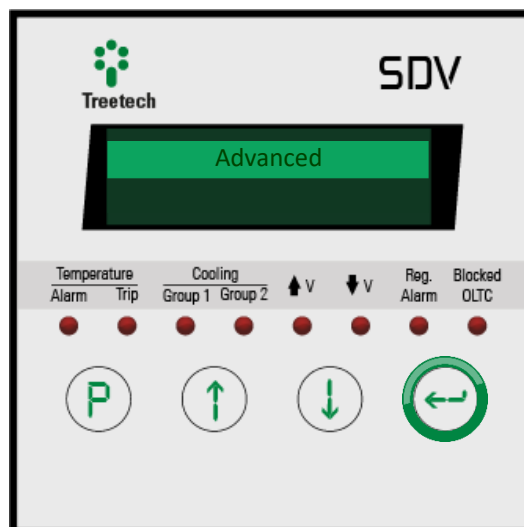 Treetech
SDV
Advanced
Temperature
Alarm Trip
Cooling
Group 1 Group 2
V
V
Reg.
Alarm
Blocked
OLTC
P